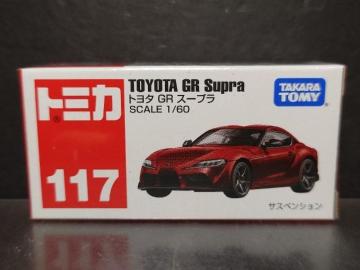 トミカ
117
TOYOTA GR Supra
トヨタ GR スープラ
SCALE 1/60
TAKARA
TOMY
サスペンション